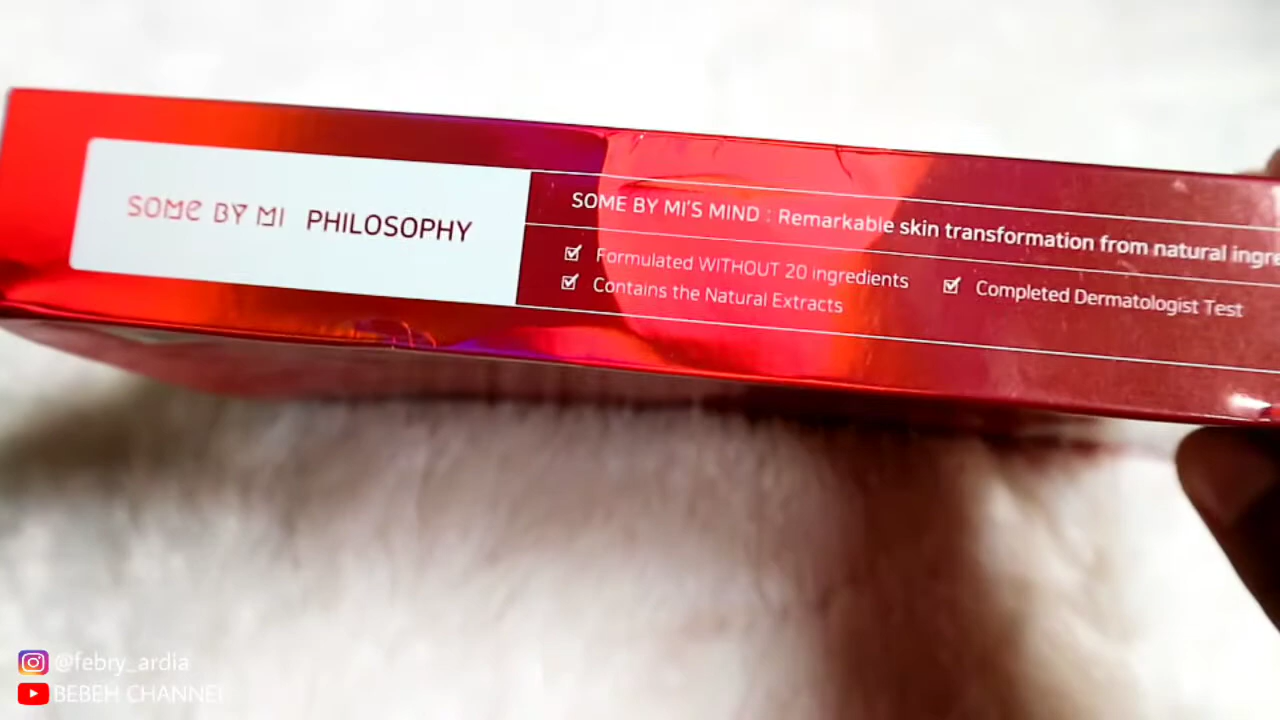 SOME BY MI PHILOSOPHY
SOME BY MI'S MIND : Remarkable skin transformation from natural
Formulated WITHOUT 20 ingredients
Completed Dermatologist Test
Contains the Natural Extracts
@febry_ardia
BEBEH CHANNEL